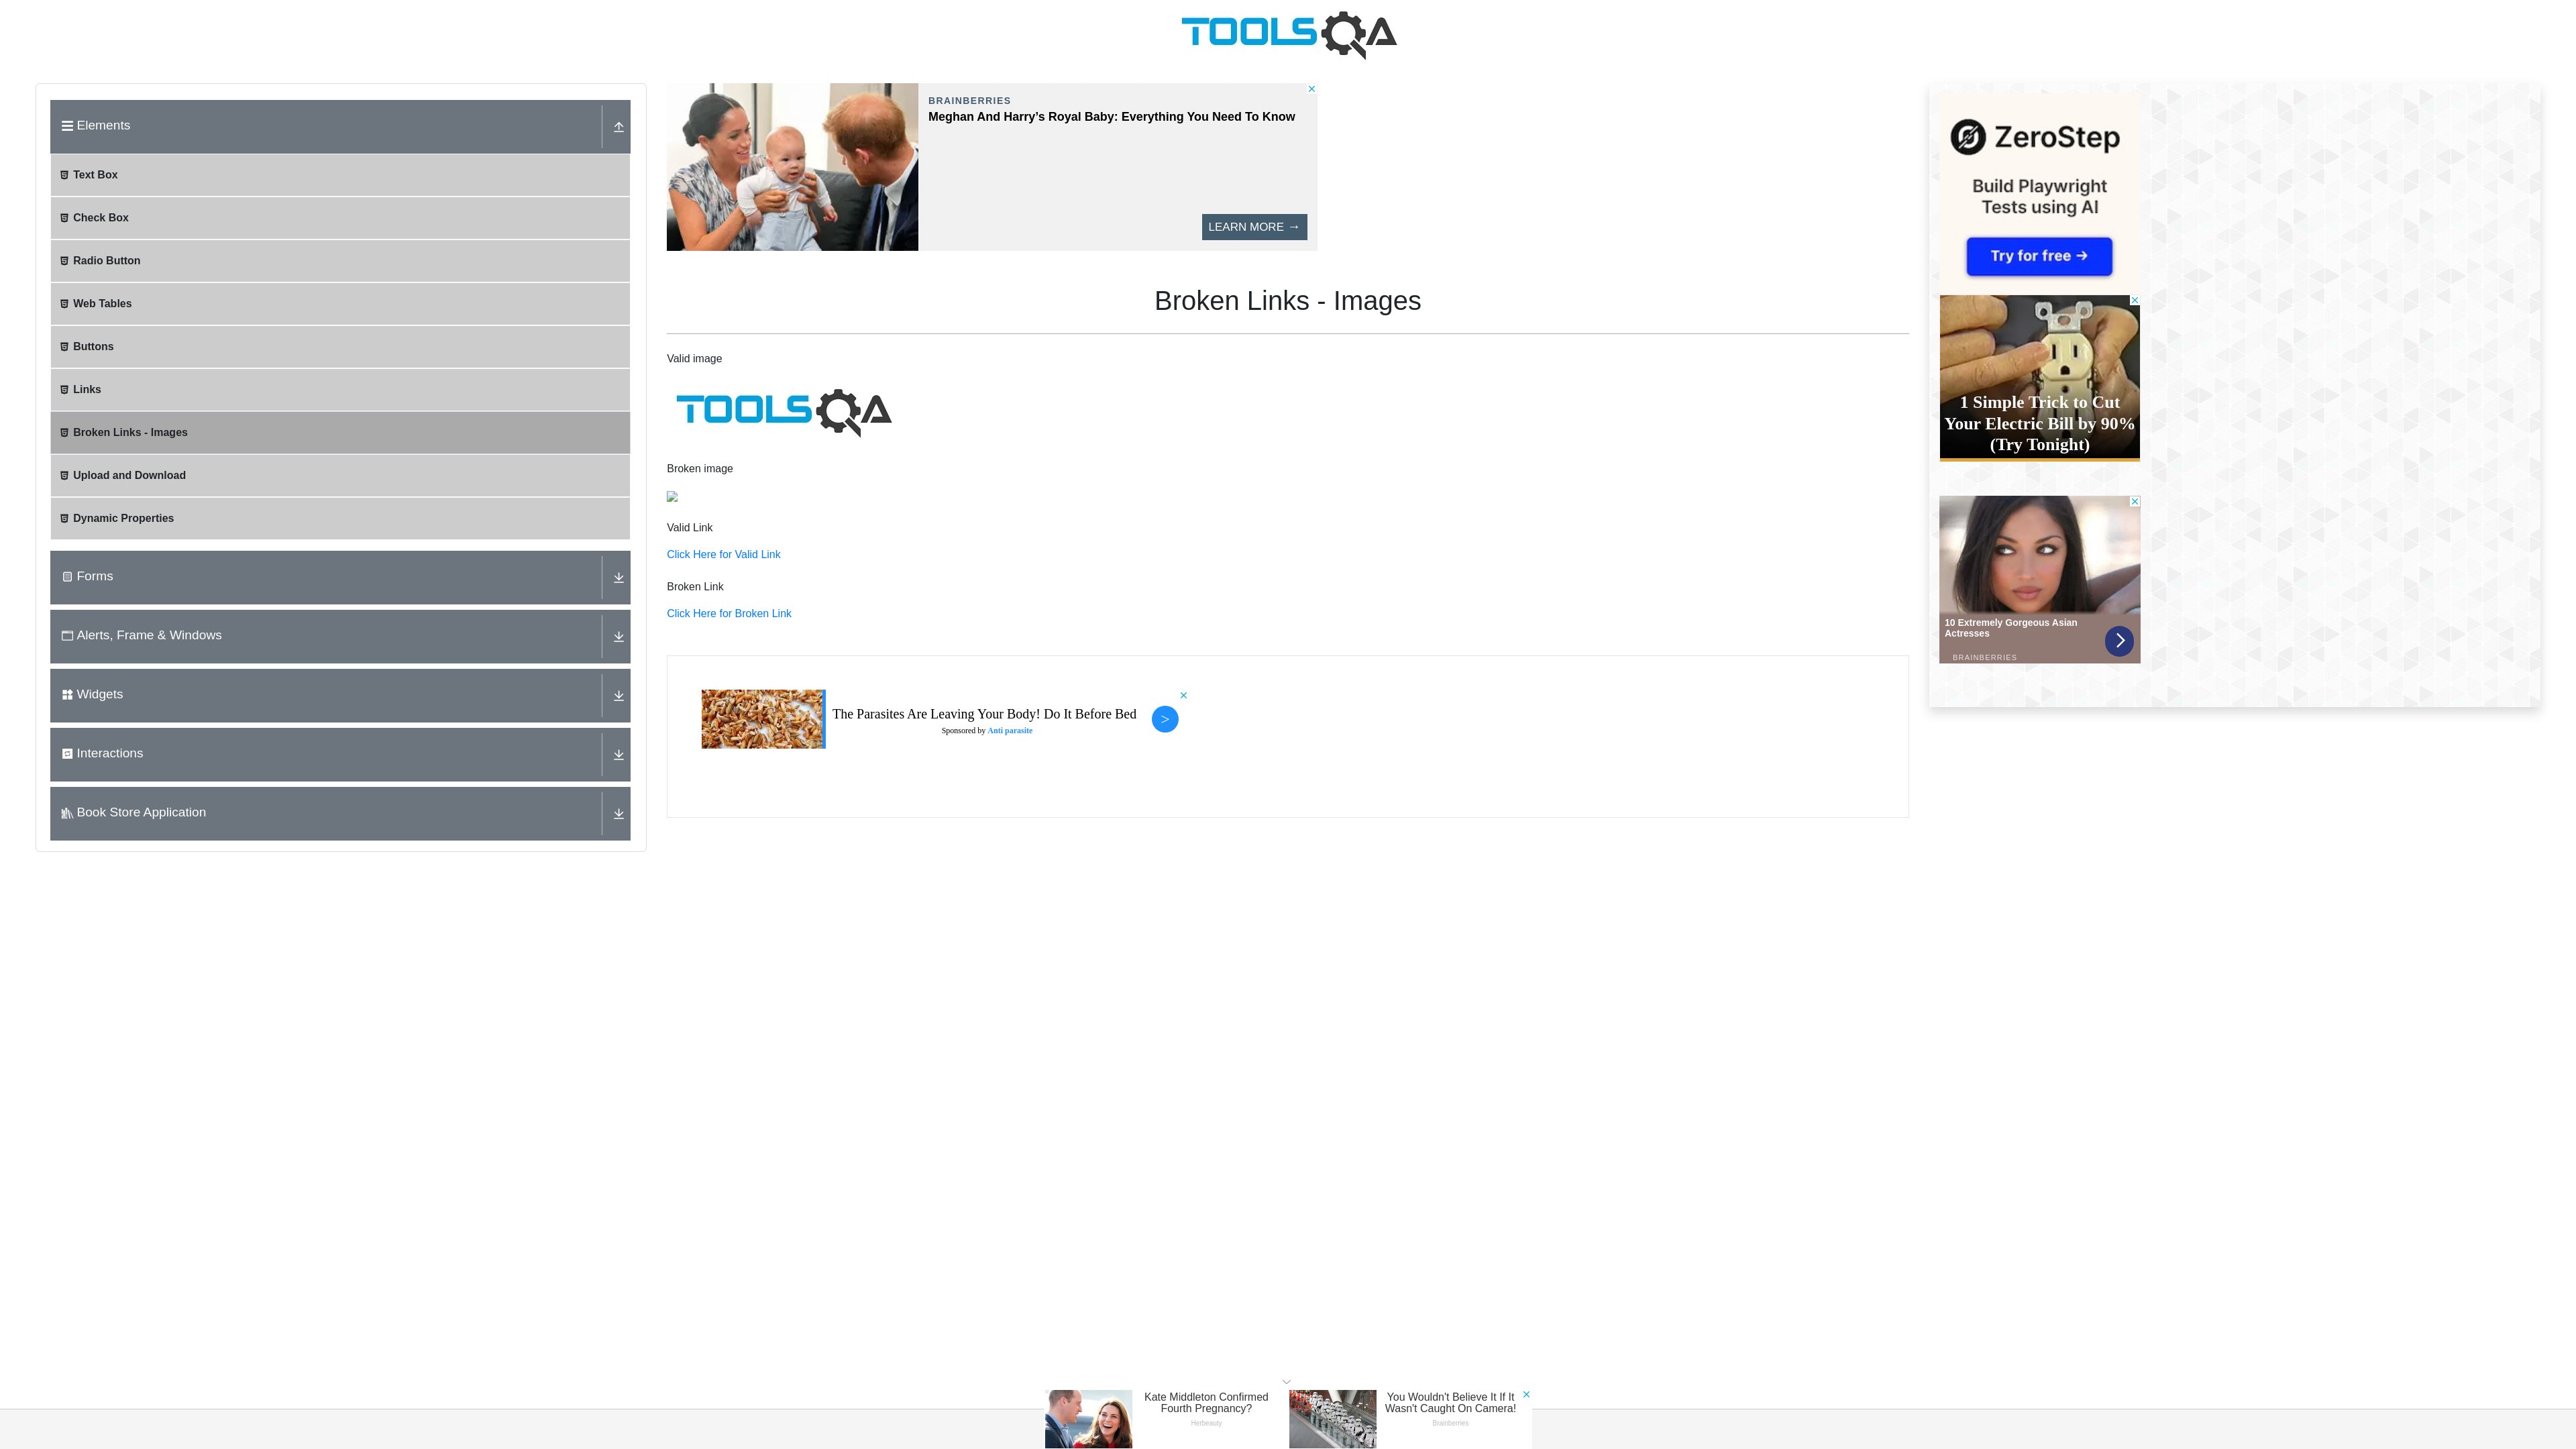 TOOLSQA
Elements
Text Box
Check Box
Radio Button
Web Tables
Buttons
Links
Broken Links - Images
Upload and Download
Dynamic Properties
Forms
Alerts, Frame & Windows
Widgets
Interactions
Book Store Application
BRAINBERRIES
Meghan And Harry’s Royal Baby: Everything You Need To Know
LEARN MORE →
Broken Links - Images
Valid image
TOOLSQA
Broken image
Valid Link
Click Here for Valid Link
Broken Link
Click Here for Broken Link
The Parasites Are Leaving Your Body! Do It Before Bed
Sponsored by Anti parasite
>
ZeroStep
Build Playwright
Tests using AI
Try for free →
1 Simple Trick to Cut
Your Electric Bill by 90%
(Try Tonight)
10 Extremely Gorgeous Asian
Actresses
BRAINBERRIES
Kate Middleton Confirmed
Fourth Pregnancy?
Herbeauty
You Wouldn't Believe It If It
Wasn't Caught On Camera!
Brainberries